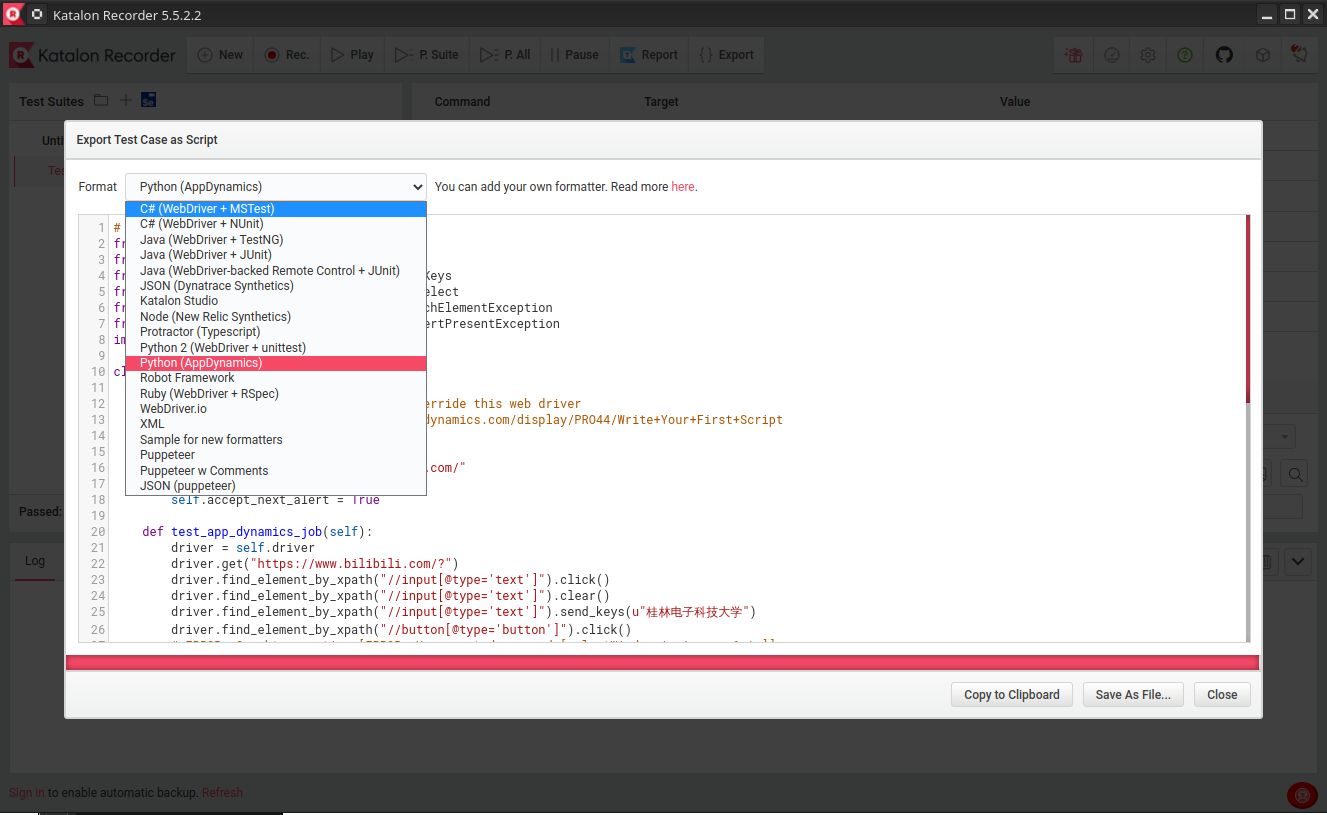 Katalon Recorder 5.5.2.2
Katalon Recorder New Rec. Play P. Suite P. All Pause Report Export
Test Suites Command Target Value
Export Test Case as Script
Format Python (AppDynamics) You can add your own formatter. Read more here.
C# (WebDriver + MSTest)
C# (WebDriver + NUnit)
Java (WebDriver + TestNG)
Java (WebDriver + JUnit)
Java (WebDriver-backed Remote Control + JUnit)
JSON (Dynatrace Synthetics)
Katalon Studio
Node (New Relic Synthetics)
Protractor (Typescript)
Python 2 (WebDriver + unittest)
Python (AppDynamics)
Robot Framework
Ruby (WebDriver + RSpec)
WebDriver.io
XML
Sample for new formatters
Puppeteer
Puppeteer w Comments
JSON (puppeteer)
1 #
2 fr
3 fr
4 fr Keys
5 fr elect
6 fr chElementException
7 fr ertPresentException
8 im
9
10 cl
11
12 erride this web driver
13 dynamics.com/display/PRO44/Write+Your+First+Script
14
15
16 .com/"
17
18 self.accept_next_alert = True
19
20 def test_app_dynamics_job(self):
21 driver = self.driver
22 driver.get("https://www.bilibili.com/?")
23 driver.find_element_by_xpath("//input[@type='text']").click()
24 driver.find_element_by_xpath("//input[@type='text']").clear()
25 driver.find_element_by_xpath("//input[@type='text']").send_keys(u"桂林电子科技大学")
26 driver.find_element_by_xpath("//button[@type='button']").click()
Unti
Tes
Passed:
Log
Copy to Clipboard Save As File... Close
Sign in to enable automatic backup. Refresh